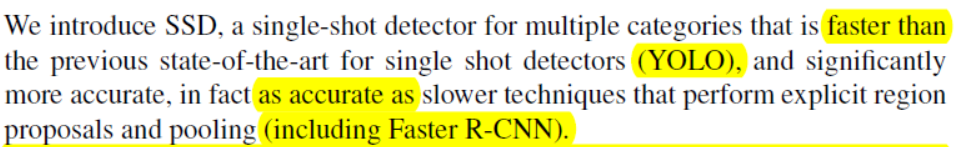 We introduce SSD, a single-shot detector for multiple categories that is faster than
the previous state-of-the-art for single shot detectors (YOLO), and significantly
more accurate, in fact as accurate as slower techniques that perform explicit region
proposals and pooling (including Faster R-CNN).